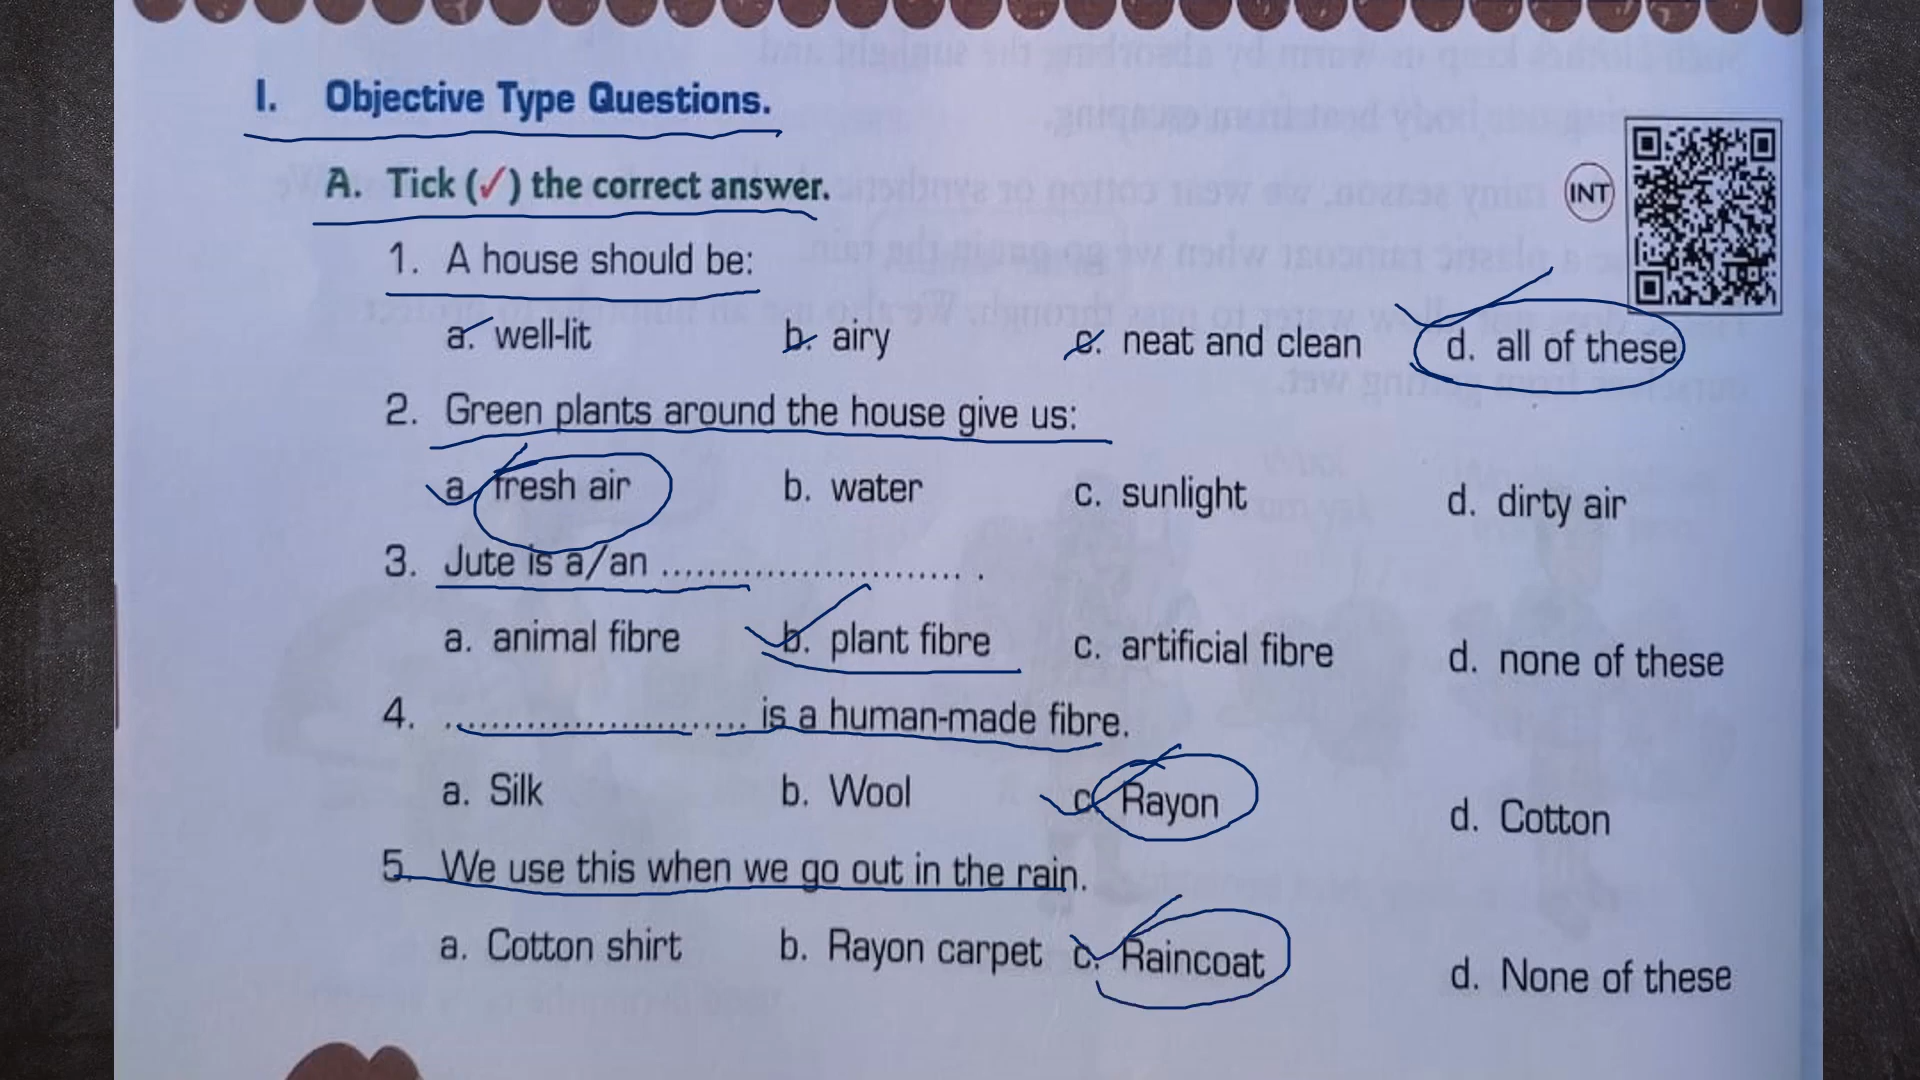 I. Objective Type Questions.
A. Tick (✓) the correct answer.
INT
1. A house should be:
a. well-lit b. airy c. neat and clean d. all of these
2. Green plants around the house give us:
a. fresh air b. water c. sunlight d. dirty air
3. Jute is a/an .......................... .
a. animal fibre b. plant fibre c. artificial fibre d. none of these
4. .......................... is a human-made fibre.
a. Silk b. Wool c. Rayon d. Cotton
5. We use this when we go out in the rain.
a. Cotton shirt b. Rayon carpet c. Raincoat d. None of these